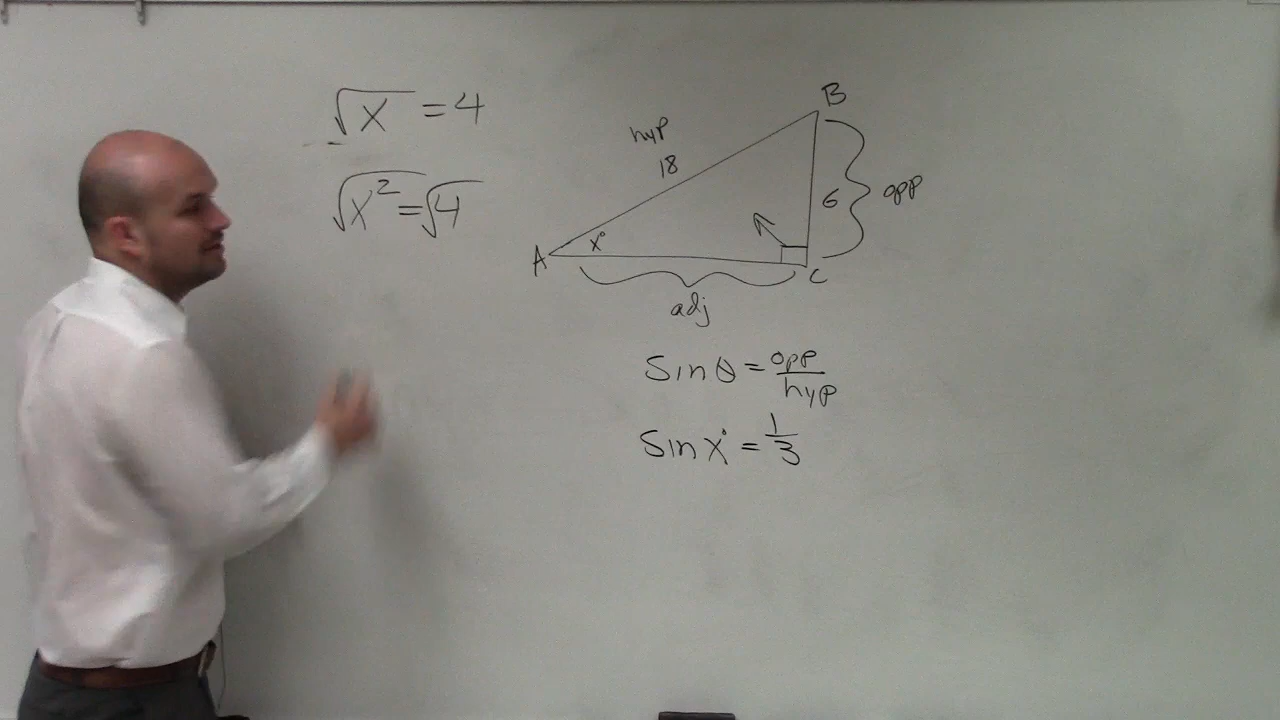 √x = 4
√x² = √4
B
hyp
18
6
opp
A
x°
C
adj
sin θ = opp/hyp
sin x° = 1/3